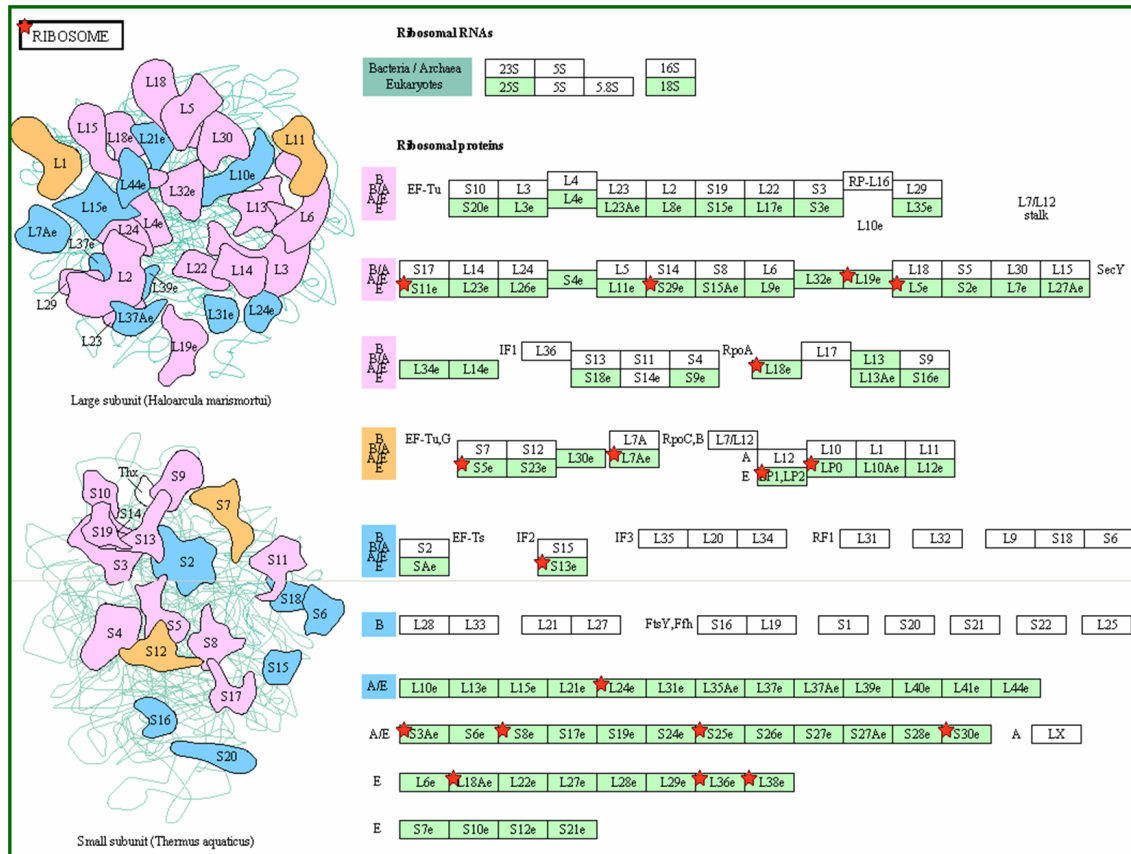 RIBOSOME
L18
L5
L15
L18e
L21e
L30
L11
L1
L44e
L10e
L32e
L15e
L13
L7Ae
L4e
L6
L24
L37e
L2
L22
L14
L3
L39e
L29
L37Ae
L31e
L24e
L23
L19e
Large subunit (Haloarcula marismortui)
Thx
S9
S10
S14
S7
S19
S13
S3
S2
S11
S18
S6
S4
S5
S8
S12
S15
S17
S16
S20
Small subunit (Thermus aquaticus)
Ribosomal RNAs
Bacteria / Archaea 23S 5S 16S
Eukaryotes 25S 5S 5.8S 18S
Ribosomal proteins
B
B/A
A/E
E
EF-Tu S10 L3 L4 L23 L2 S19 L22 S3 RP-L16 L29
S20e L3e L4e L23Ae L8e S15e L17e S3e L35e
L10e
L7/L12
stalk
B/A
A/E
E
S17 L14 L24 L5 S14 S8 L6 L18 S5 L30 L15 SecY
S11e L23e L26e S4e L11e S29e S15Ae L9e L32e L19e L5e S2e L7e L27Ae
B
B/A
A/E
E
IF1 L36 S13 S11 S4 RpoA L17 L13 S9
L34e L14e S18e S14e S9e L18e L13Ae S16e
B
B/A
A/E
E
EF-Tu,G S7 S12 L7A RpoC,B L7/L12 L10 L1 L11
S5e S23e L30e L7Ae A L12 LP0 L10Ae L12e
E LP1,LP2
B
B/A
A/E
E
S2 EF-Ts IF2 S15 IF3 L35 L20 L34 RF1 L31 L32 L9 S18 S6
SAe S13e
B L28 L33 L21 L27 FtsY,Ffh S16 L19 S1 S20 S21 S22 L25
A/E L10e L13e L15e L21e L24e L31e L35Ae L37e L37Ae L39e L40e L41e L44e
A/E S3Ae S6e S8e S17e S19e S24e S25e S26e S27e S27Ae S28e S30e A LX
E L6e L18Ae L22e L27e L28e L29e L36e L38e
E S7e S10e S12e S21e